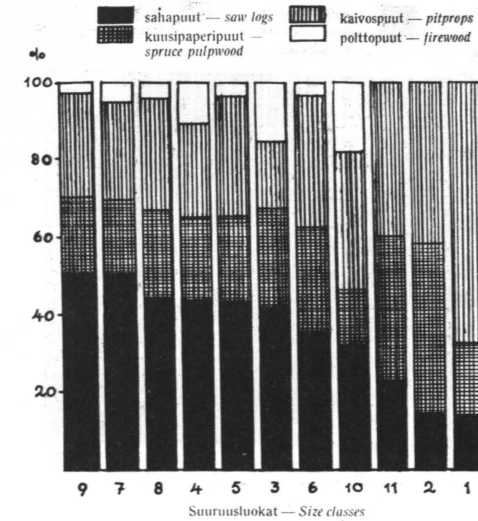 sahapuut — saw logs
kuusipaperipuut –
spruce pulpwood
kaivospuut — pitprops
polttopuut — firewood
%
100
80
60
40
20
9 7 8 4 5 3 6 10 11 2 1
Suuruusluokat — Size classes